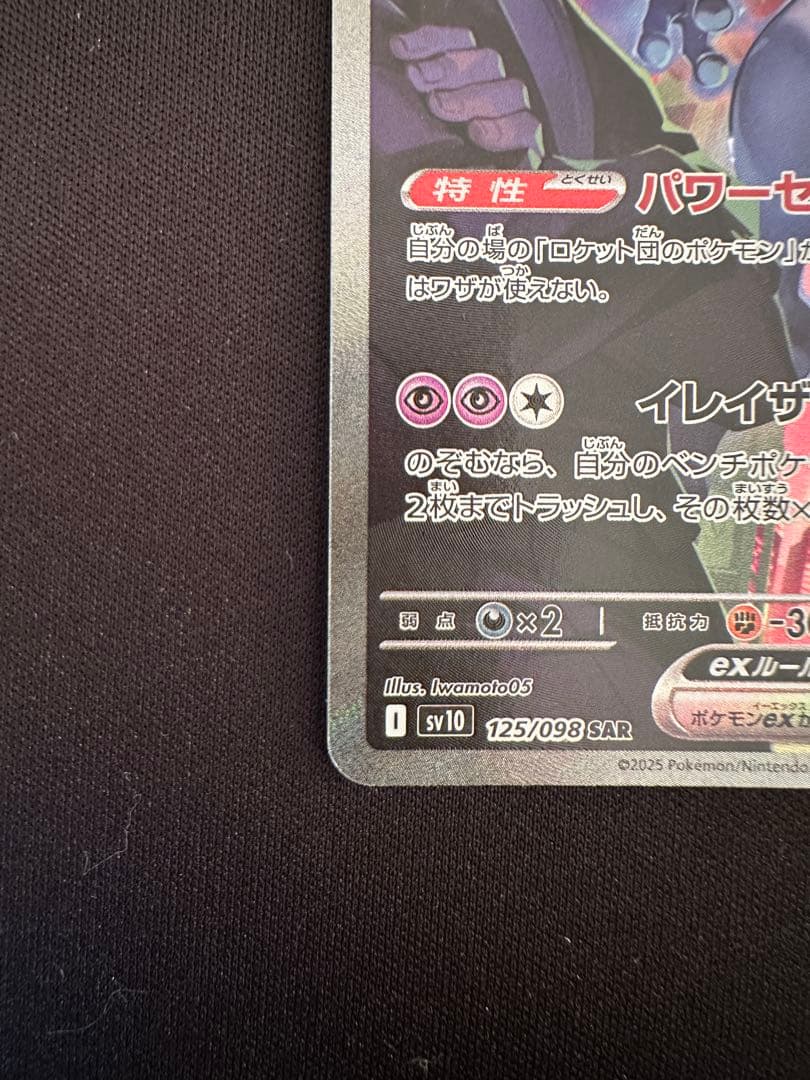 特性 とくせい パワーセ
じぶん ば だん
自分の場の「ロケット団のポケモン」が
つか
はワザが使えない。
イレイザ
じぶん
のぞむなら、自分のベンチポケ
まい まいすう
2枚までトラッシュし、その枚数×
弱点 ×2 抵抗力 -30
Illus. Iwamoto05
exルール
I sv10 125/098 SAR
イーエックス
ポケモンexが
©2025 Pokémon/Nintendo